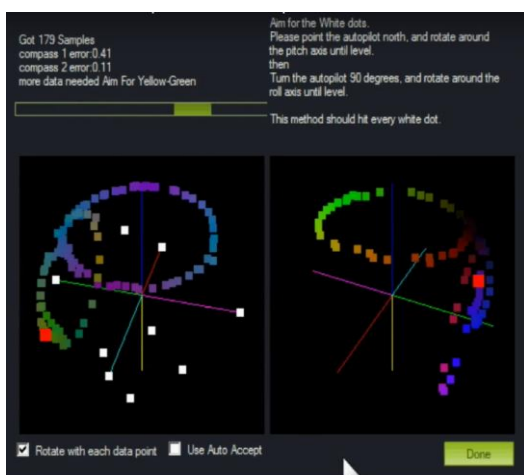 Got 179 Samples
compass 1 error:0.41
compass 2 error:0.11
more data needed Aim For Yellow-Green
Aim for the White dots.
Please point the autopilot north, and rotate around
the pitch axis until level.
then
Turn the autopilot 90 degrees, and rotate around the
roll axis until level.
This method should hit every white dot.
Rotate with each data point
Use Auto Accept
Done